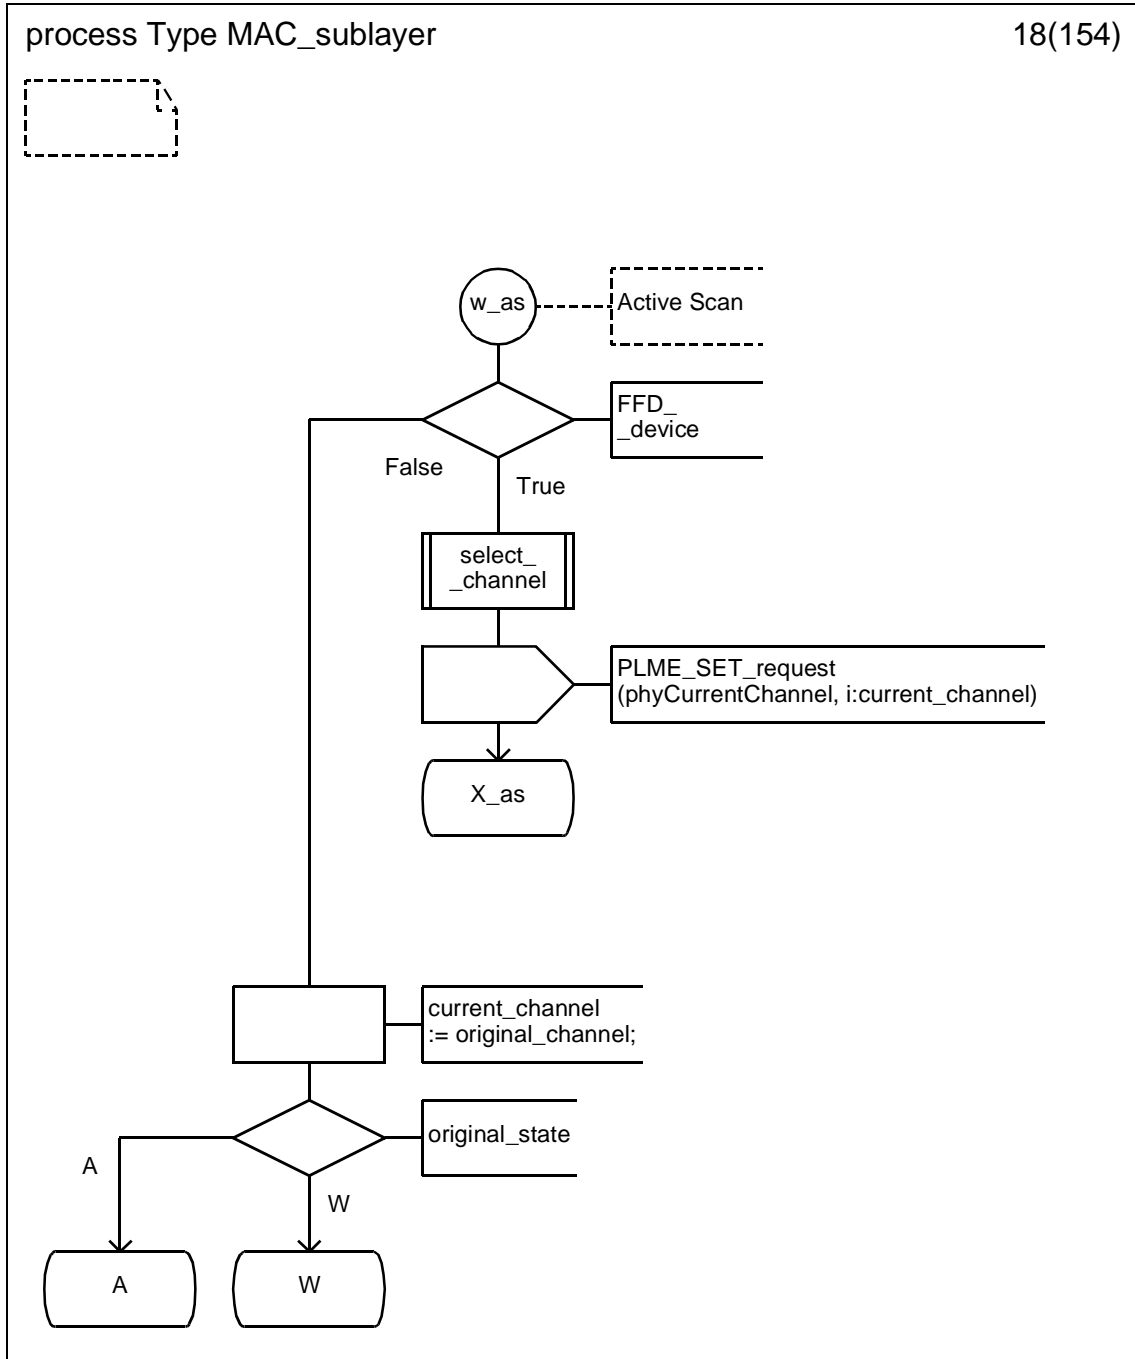 process Type MAC_sublayer
18(154)
w_as
Active Scan
FFD_
_device
False
True
select_
_channel
PLME_SET_request
(phyCurrentChannel, i:current_channel)
X_as
current_channel
:= original_channel;
original_state
A
W
A
W